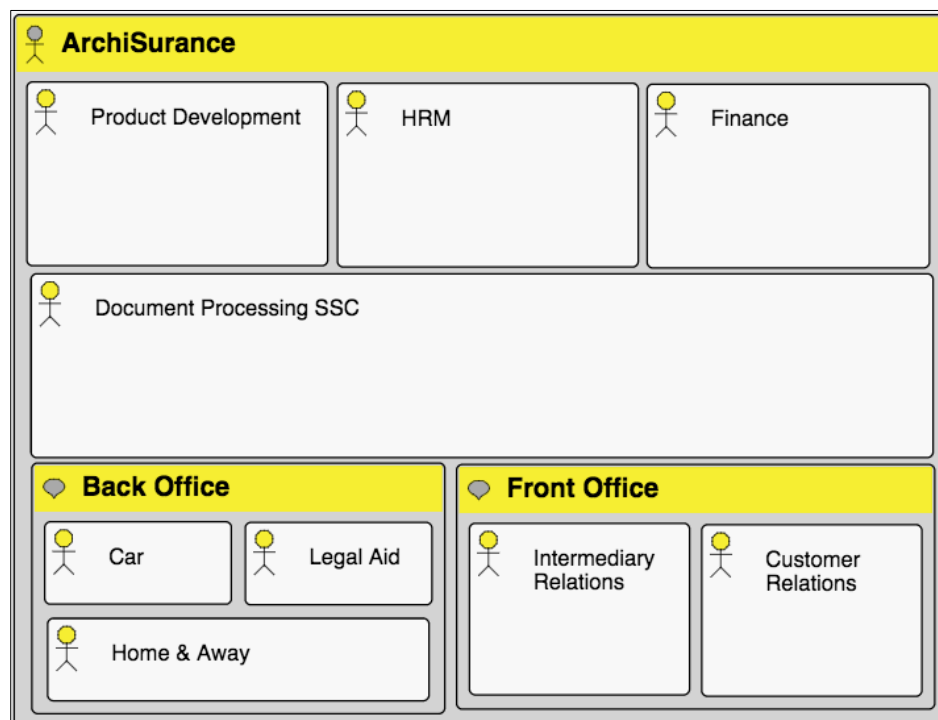 ArchiSurance
Product Development
HRM
Finance
Document Processing SSC
Back Office
Front Office
Car
Legal Aid
Intermediary
Relations
Customer
Relations
Home & Away